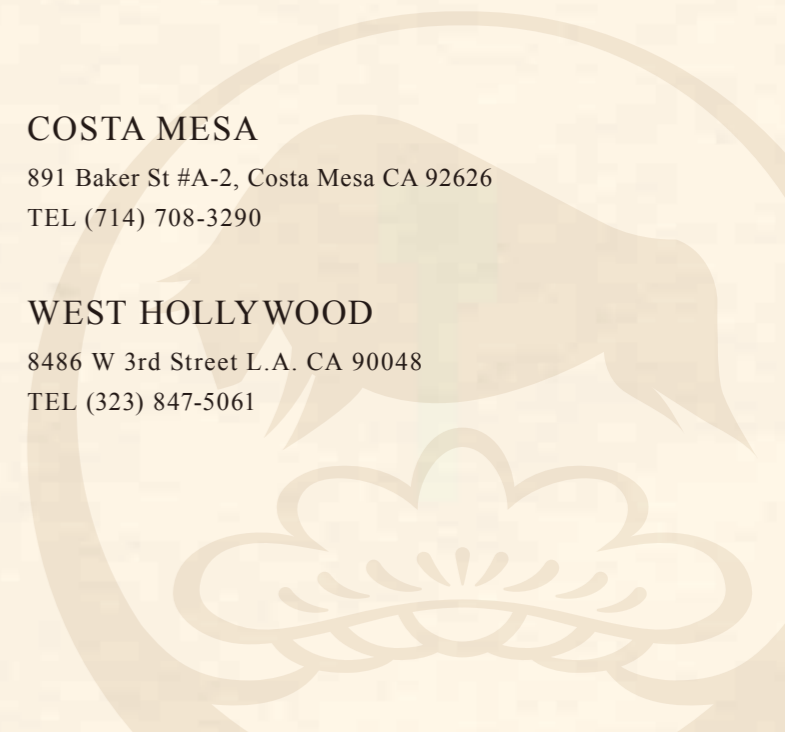 COSTA MESA
891 Baker St #A-2, Costa Mesa CA 92626
TEL (714) 708-3290
WEST HOLLYWOOD
8486 W 3rd Street L.A. CA 90048
TEL (323) 847-5061